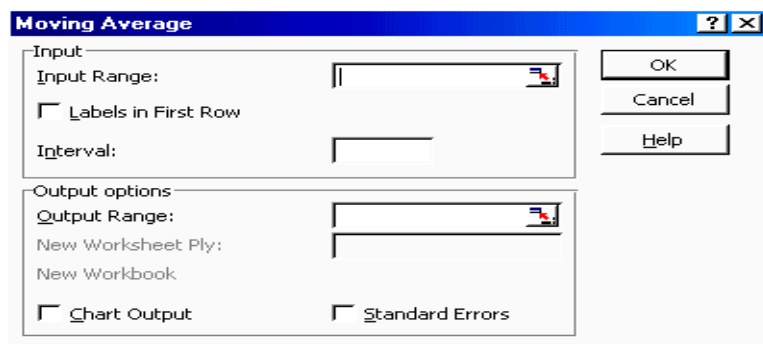 Moving Average
Input
Input Range:
Labels in First Row
Interval:
OK
Cancel
Help
Output options
Output Range:
New Worksheet Ply:
New Workbook
Chart Output
Standard Errors